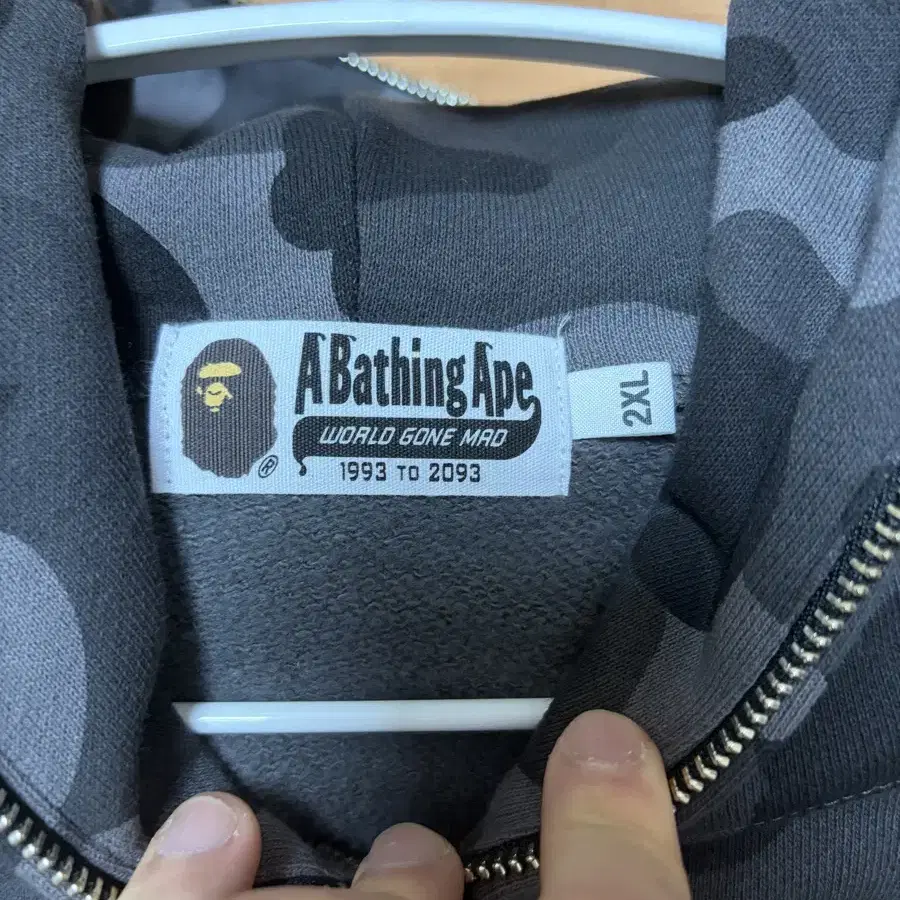 A Bathing Ape
WORLD GONE MAD
1993 TO 2093
®
2XL